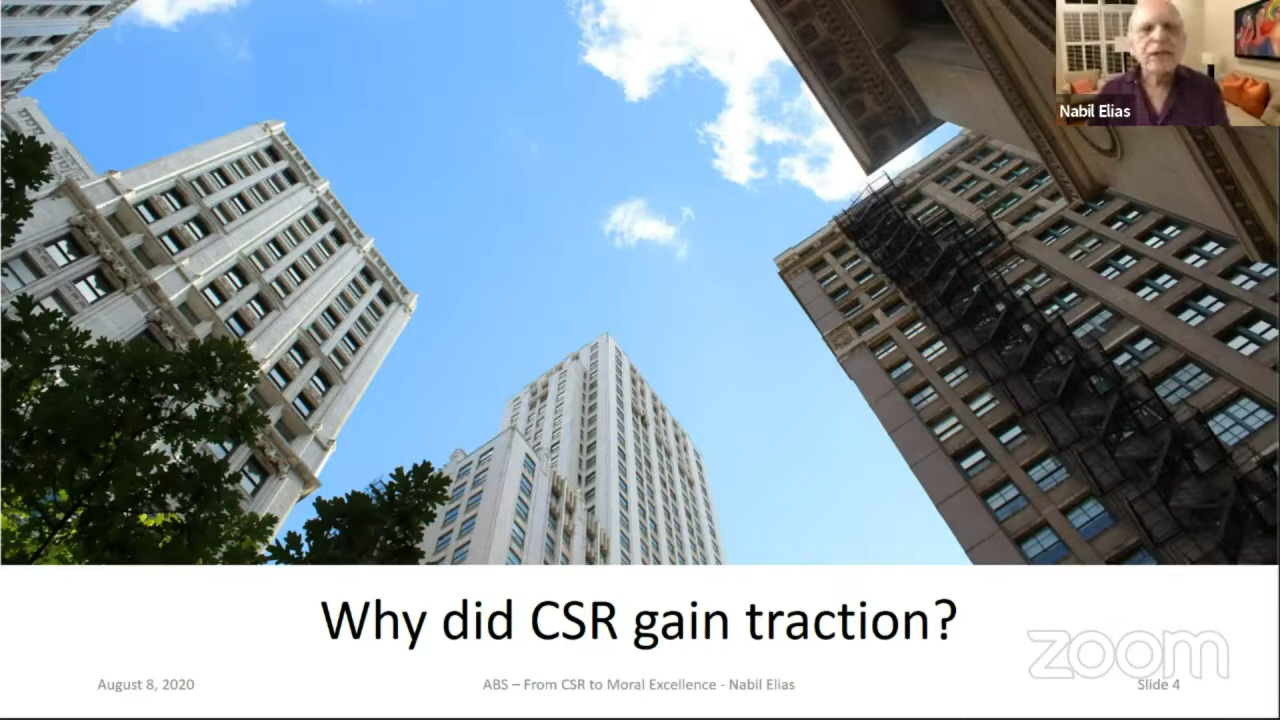 Nabil Elias
Why did CSR gain traction?
zoom
August 8, 2020
ABS – From CSR to Moral Excellence - Nabil Elias
Slide 4